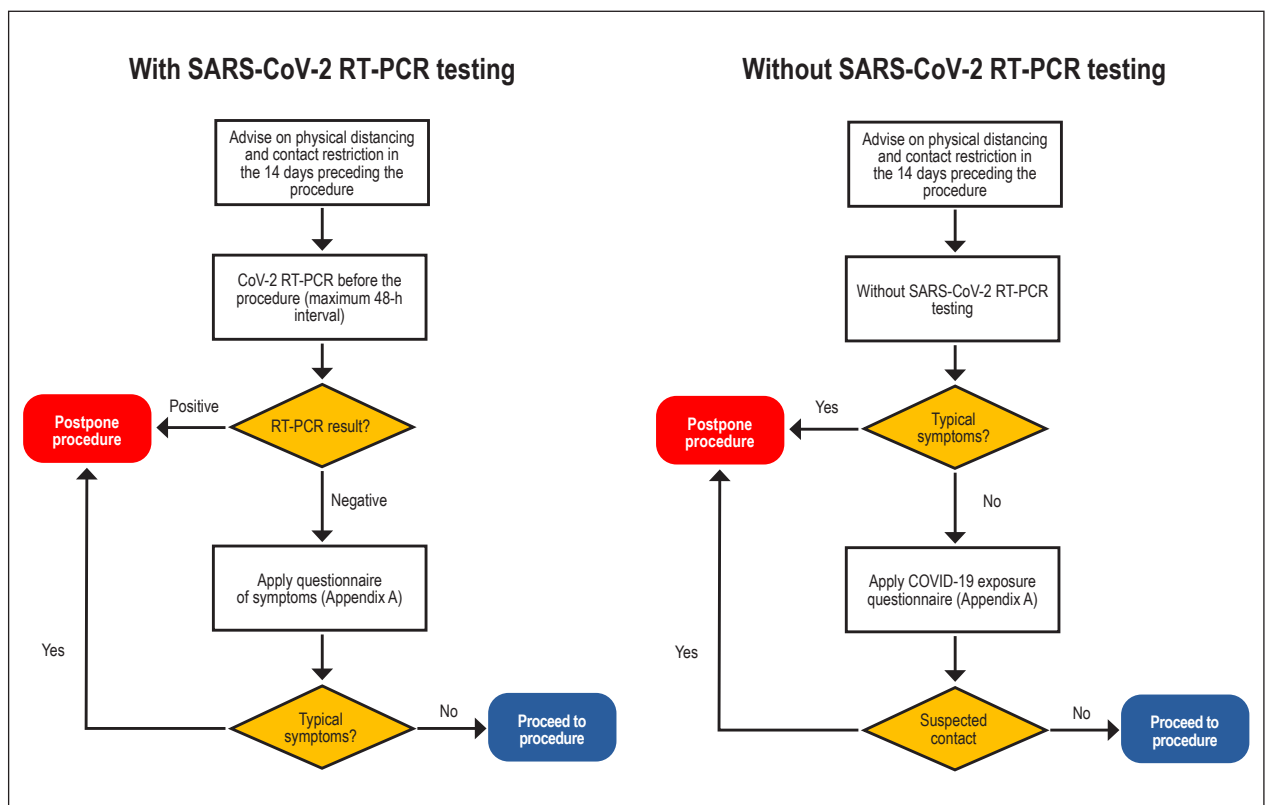 With SARS-CoV-2 RT-PCR testing
Advise on physical distancing
and contact restriction in
the 14 days preceding the
procedure
CoV-2 RT-PCR before the
procedure (maximum 48-h
interval)
Positive
Postpone
procedure
RT-PCR result?
Negative
Apply questionnaire
of symptoms (Appendix A)
Yes
Typical
symptoms?
No
Proceed to
procedure
Without SARS-CoV-2 RT-PCR testing
Advise on physical distancing
and contact restriction in
the 14 days preceding the
procedure
Without SARS-CoV-2 RT-PCR
testing
Yes
Postpone
procedure
Typical
symptoms?
No
Apply COVID-19 exposure
questionnaire (Appendix A)
Yes
Suspected
contact
No
Proceed to
procedure